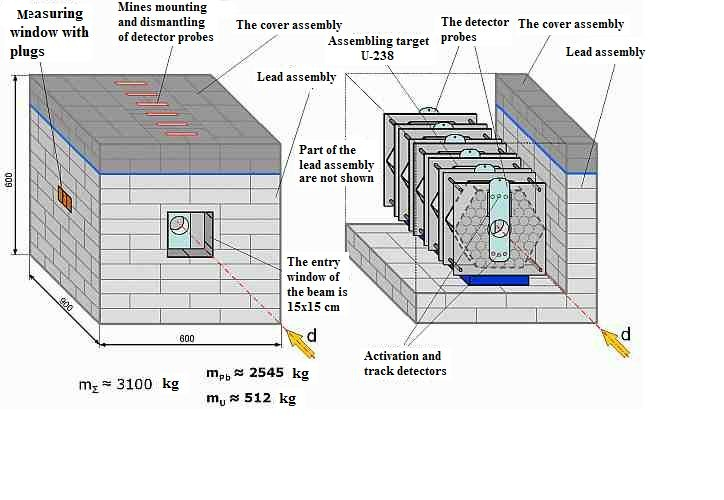 Measuring
window with
plugs
Mines mounting
and dismantling
of detector probes
The cover assembly
Lead assembly
The entry
window of
the beam is
15x15 cm
600
900
600
d
mΣ ≈ 3100 kg
mPb ≈ 2545 kg
mU ≈ 512 kg
Assembling target
U-238
The detector
probes
The cover assembly
Lead assembly
Part of the
lead assembly
are not shown
Activation and
track detectors
d